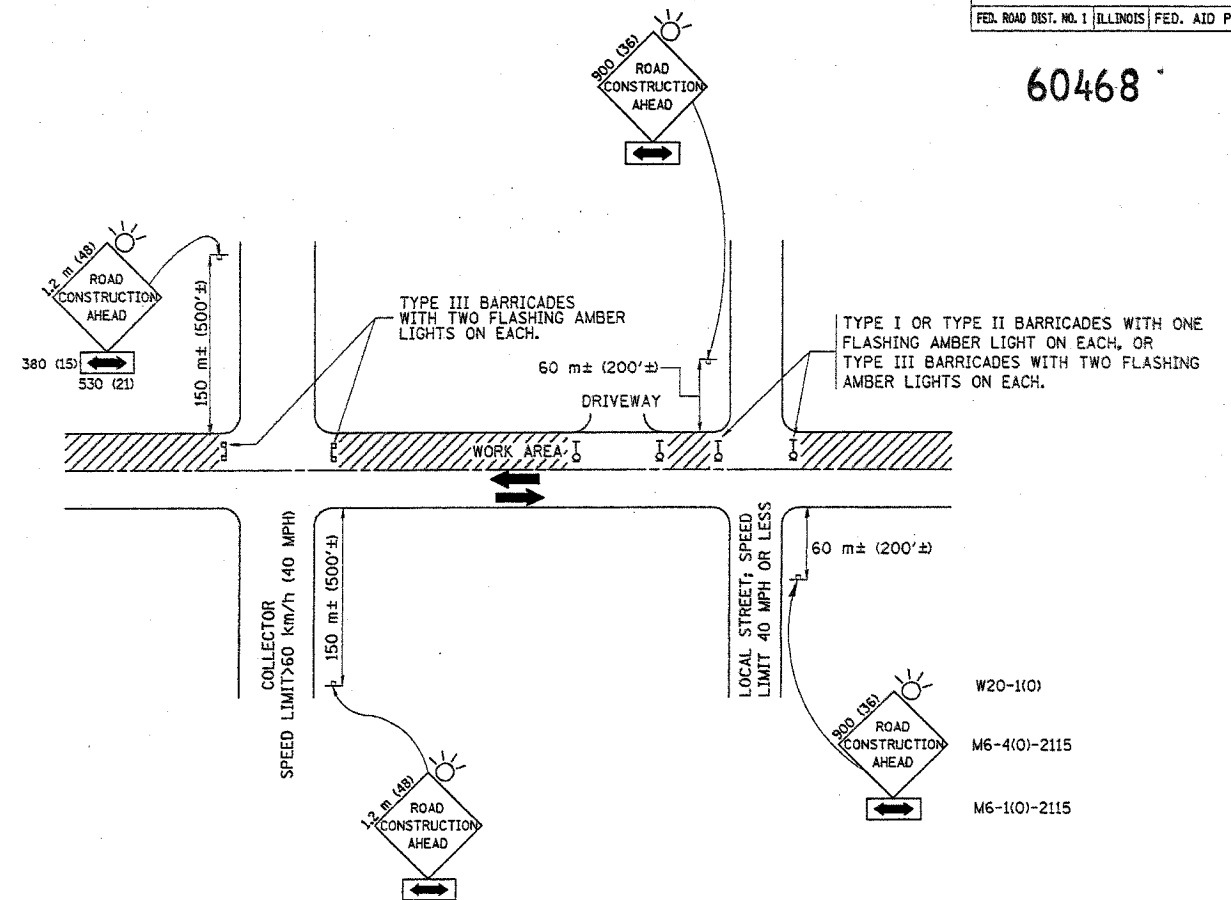 FED. ROAD DIST. NO. 1 ILLINOIS FED. AID P
60468
900 (36)
ROAD
CONSTRUCTION
AHEAD
1.2 m (48)
ROAD
CONSTRUCTION
AHEAD
380 (15)
530 (21)
150 m± (500'±)
TYPE III BARRICADES
WITH TWO FLASHING AMBER
LIGHTS ON EACH.
60 m± (200'±)
DRIVEWAY
TYPE I OR TYPE II BARRICADES WITH ONE
FLASHING AMBER LIGHT ON EACH, OR
TYPE III BARRICADES WITH TWO FLASHING
AMBER LIGHTS ON EACH.
WORK AREA
COLLECTOR
SPEED LIMIT>60 km/h (40 MPH)
150 m± (500'±)
LOCAL STREET; SPEED
LIMIT 40 MPH OR LESS
60 m± (200'±)
900 (36)
ROAD
CONSTRUCTION
AHEAD
W20-1(O)
M6-4(O)-2115
M6-1(O)-2115
1.2 m (48)
ROAD
CONSTRUCTION
AHEAD